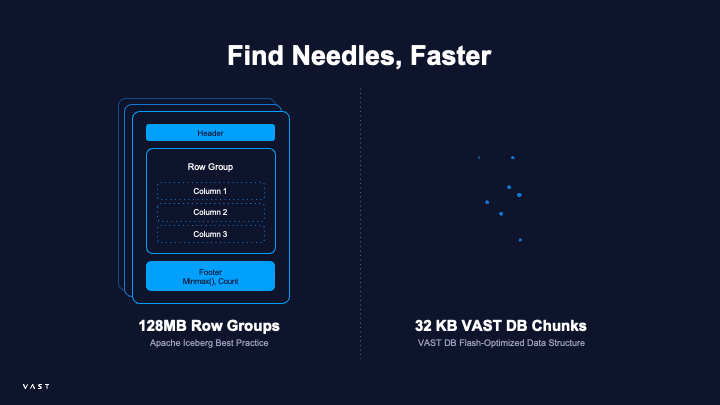 Find Needles, Faster
Header
Row Group
Column 1
Column 2
Column 3
Footer
Minmax(), Count
128MB Row Groups
Apache Iceberg Best Practice
32 KB VAST DB Chunks
VAST DB Flash-Optimized Data Structure
VAST